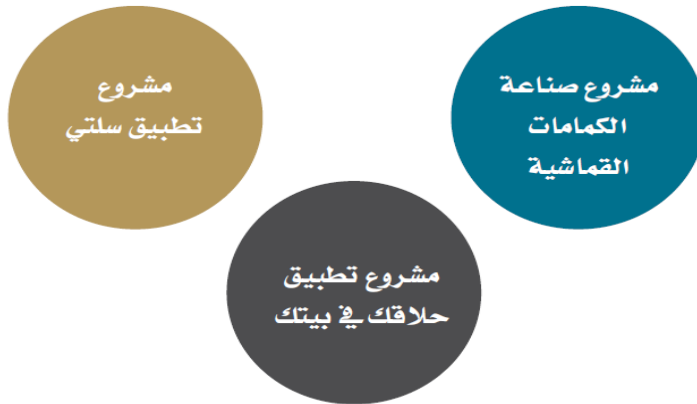 مشروع صناعة
الكمامات
القماشية
مشروع
تطبيق سلتي
مشروع تطبيق
حلاقك في بيتك